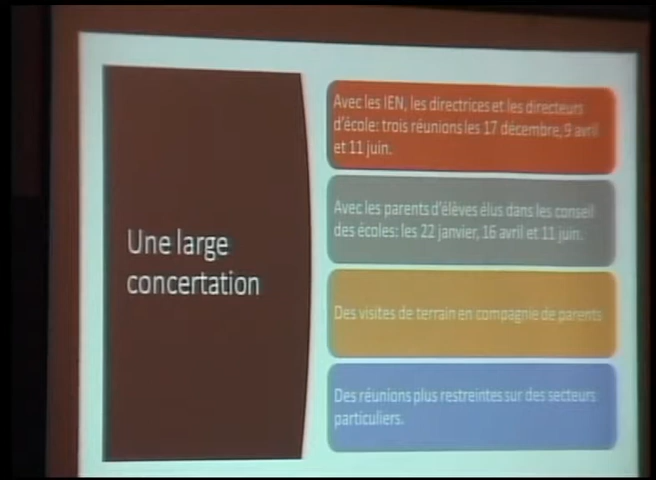 Une large
concertation
Avec les IEN, les directrices et les directeurs
d'école: trois réunions les 17 décembre, 9 avril
et 11 juin.
Avec les parents d'élèves élus dans les conseil
des écoles: les 22 janvier, 16 avril et 11 juin.
Des visites de terrain en compagnie de parents
Des réunions plus restreintes sur des secteurs
particuliers.